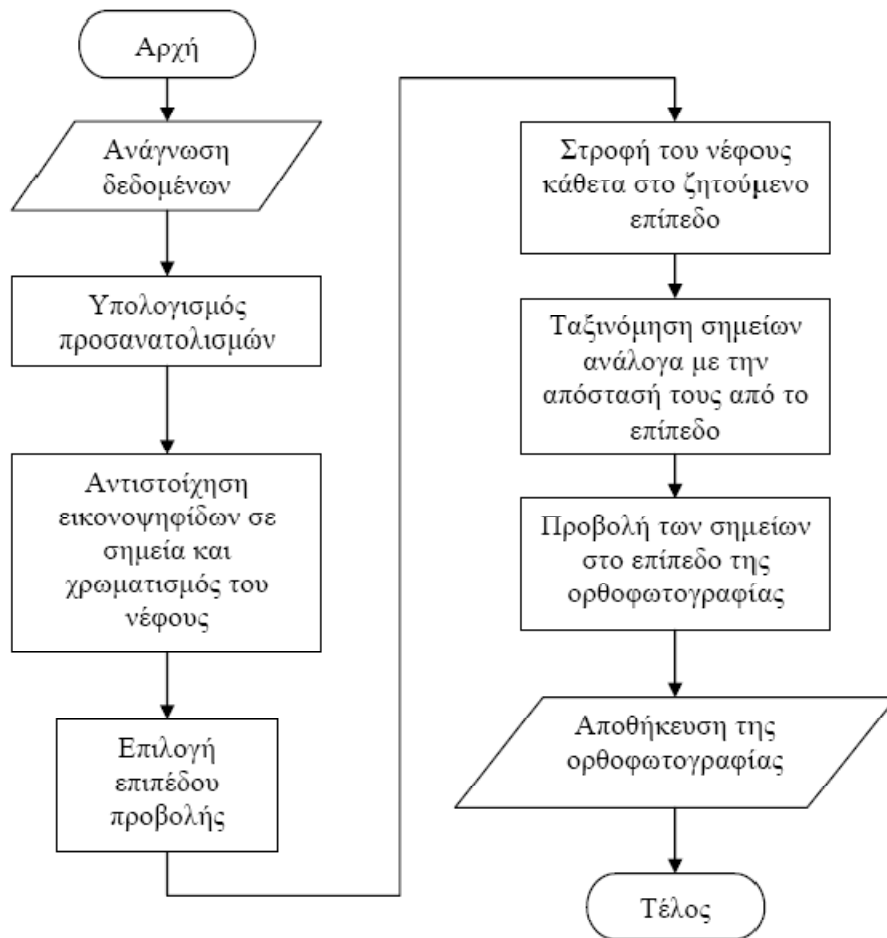 Αρχή
Ανάγνωση
δεδομένων
Υπολογισμός
προσανατολισμών
Αντιστοίχηση
εικονοψηφίδων σε
σημεία και
χρωματισμός του
νέφους
Επιλογή
επιπέδου
προβολής
Στροφή του νέφους
κάθετα στο ζητούμενο
επίπεδο
Ταξινόμηση σημείων
ανάλογα με την
απόστασή τους από το
επίπεδο
Προβολή των σημείων
στο επίπεδο της
ορθοφωτογραφίας
Αποθήκευση της
ορθοφωτογραφίας
Τέλος